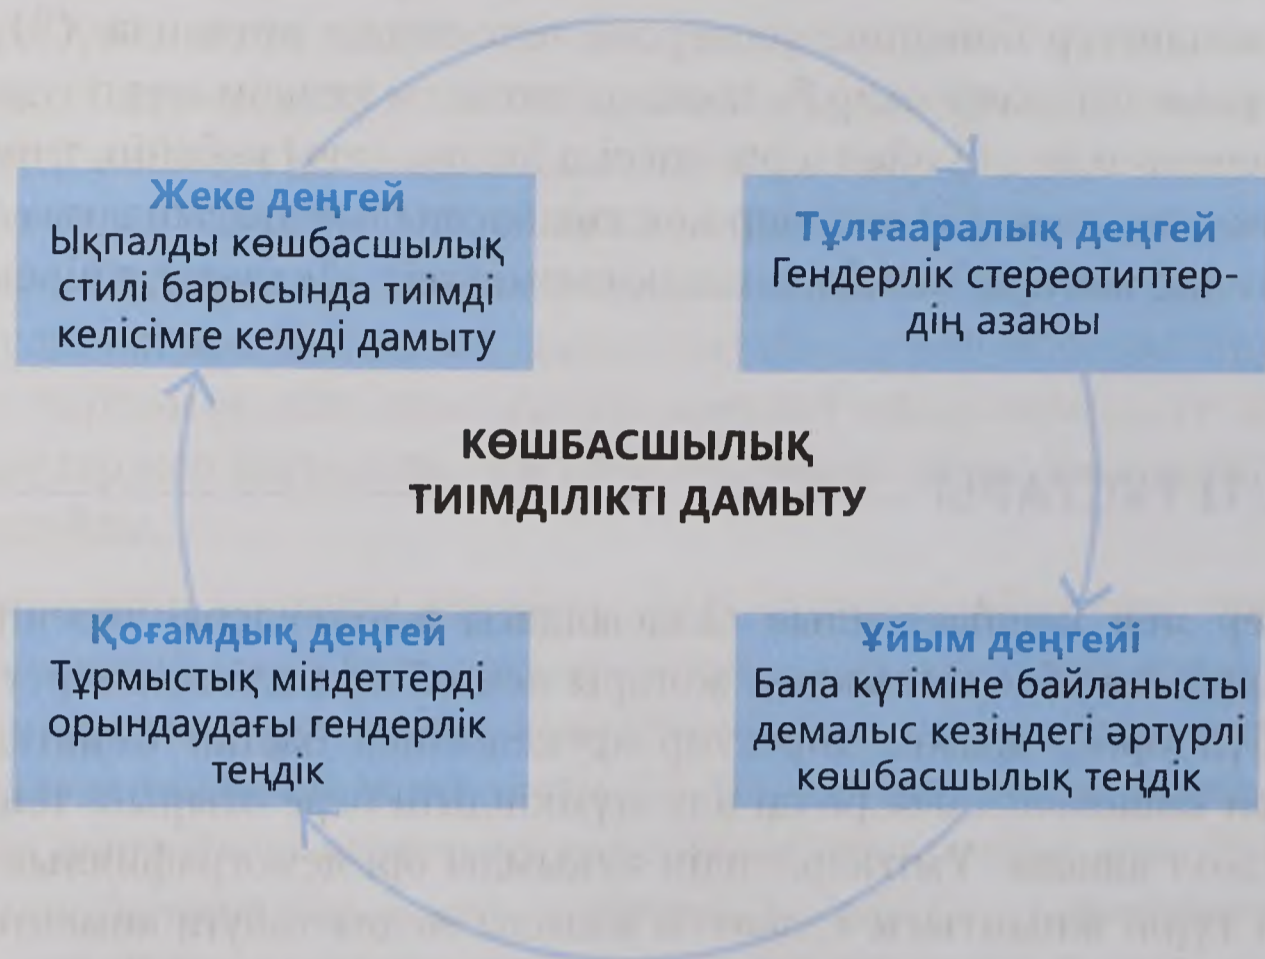 Жеке деңгей
Ықпалды көшбасшылық
стилі барысында тиімді
келісімге келуді дамыту
Тұлғааралық деңгей
Гендерлік стереотиптер-
дің азаюы
КӨШБАСШЫЛЫҚ
ТИІМДІЛІКТІ ДАМЫТУ
Қоғамдық деңгей
Тұрмыстық міндеттерді
орындаудағы гендерлік
теңдік
Ұйым деңгейі
Бала күтіміне байланысты
демалыс кезіндегі әртүрлі
көшбасшылық теңдік